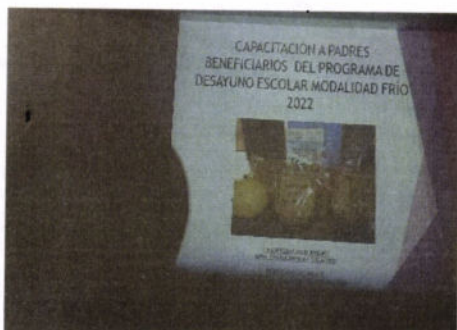 CAPACITACIÓN A PADRES
BENEFICIARIOS DEL PROGRAMA DE
DESAYUNO ESCOLAR MODALIDAD FRÍO
2022